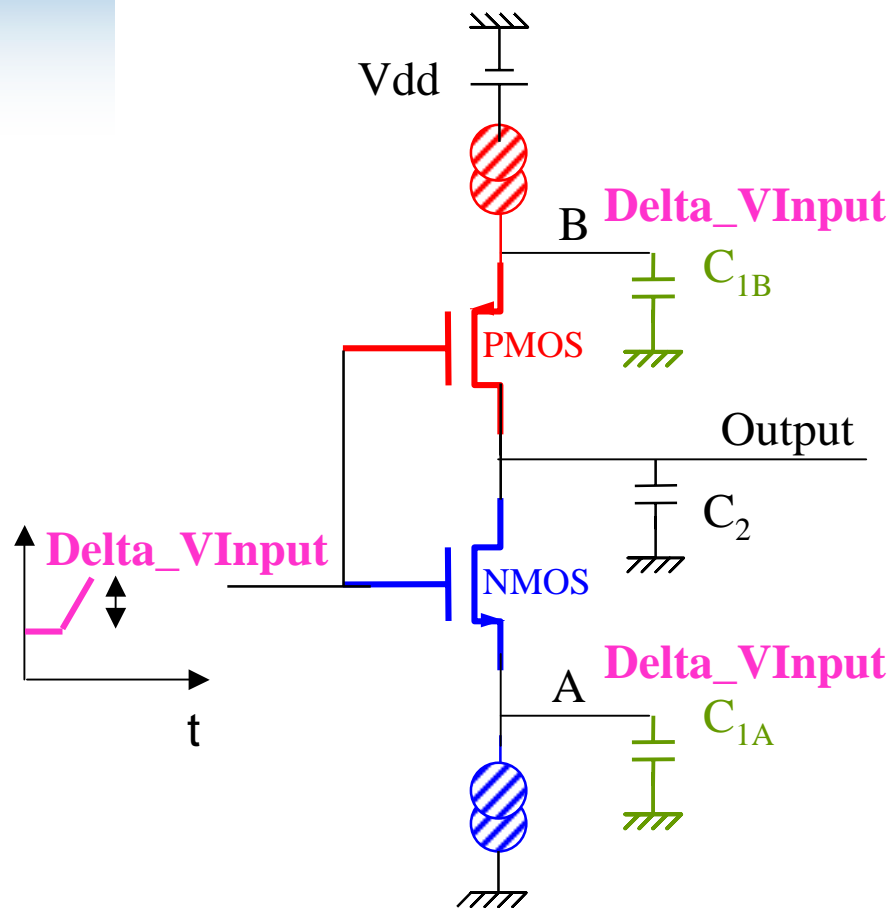 Vdd
B
Delta_VInput
C1B
PMOS
Output
C2
Delta_VInput
NMOS
A
Delta_VInput
C1A
t